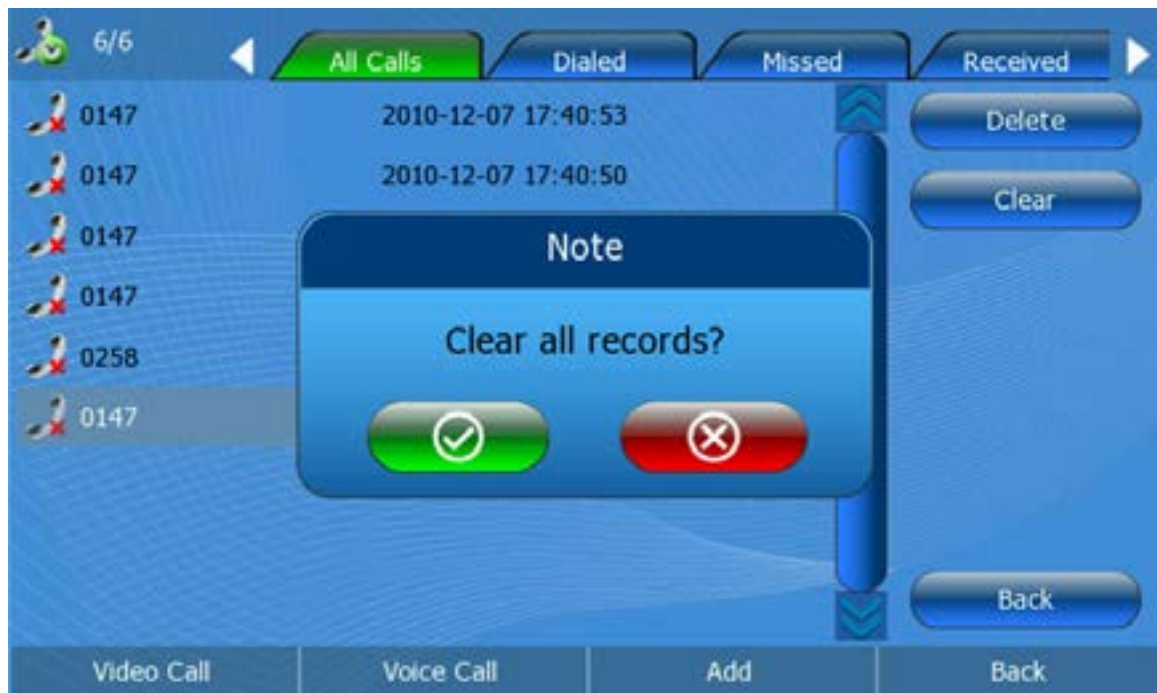 6/6
All Calls Dialed Missed Received
0147 2010-12-07 17:40:53
0147 2010-12-07 17:40:50
0147
0147
0258
0147
Delete
Clear
Note
Clear all records?
Back
Video Call Voice Call Add Back